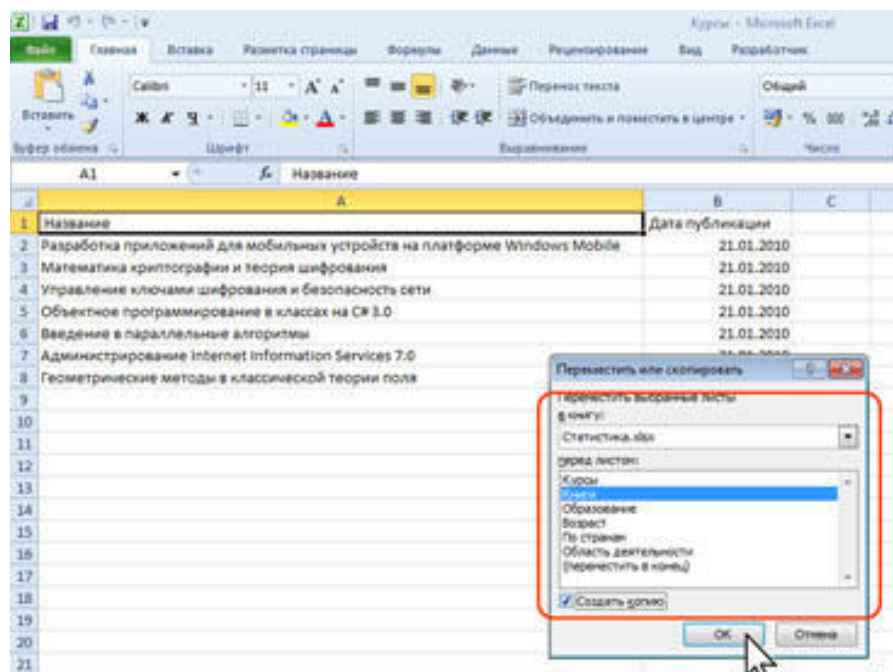 Курсы - Microsoft Excel
Файл Главная Вставка Разметка страницы Формулы Данные Рецензирование Вид Разработчик
Calibri 11 Перенос текста Общий
Вставить Ж К Ч Объединить и поместить в центре % 000
Буфер обмена Шрифт Выравнивание Число
A1 fx Название
A B C
1 Название Дата публикации
2 Разработка приложений для мобильных устройств на платформе Windows Mobile 21.01.2010
3 Математика криптографии и теория шифрования 21.01.2010
4 Управление ключами шифрования и безопасность сети 21.01.2010
5 Объектное программирование в классах на C# 3.0 21.01.2010
6 Введение в параллельные алгоритмы 21.01.2010
7 Администрирование Internet Information Services 7.0 21.01.2010
8 Геометрические методы в классической теории поля
9
10
11
12
13
14
15
16
17
18
19
20
21
Переместить или скопировать
Переместить выбранные листы
в книгу:
Статистика.xlsx
перед листом:
Курсы
Книги
Образование
Возраст
По странам
Область деятельности
(переместить в конец)
Создать копию
ОК Отмена